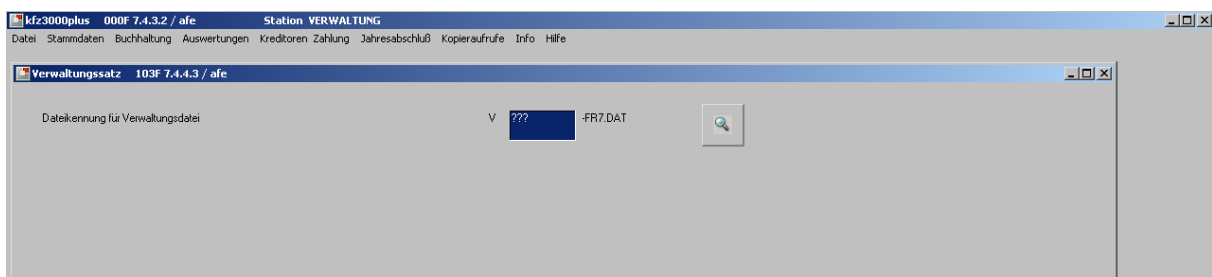 kfz3000plus 000F 7.4.3.2 / afe Station VERWALTUNG
Datei Stammdaten Buchhaltung Auswertungen Kreditoren Zahlung Jahresabschluß Kopieraufrufe Info Hilfe
Verwaltungssatz 103F 7.4.4.3 / afe
Dateikennung für Verwaltungsdatei V ??? -FR7.DAT